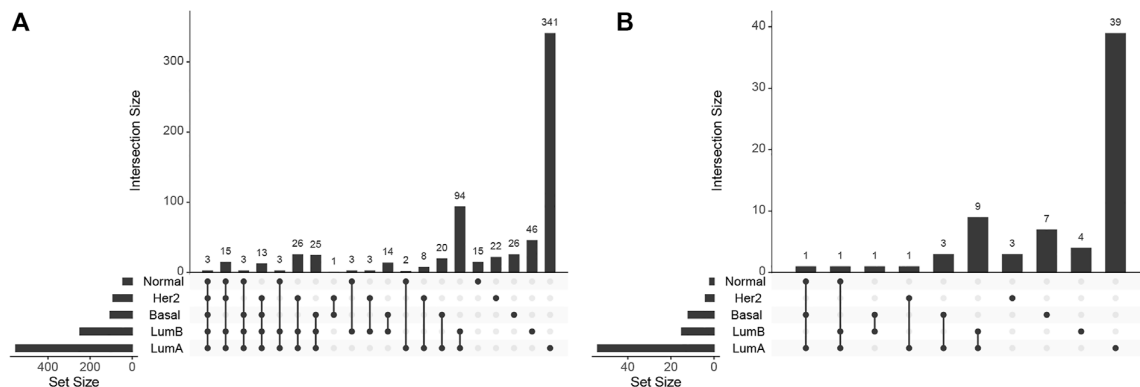 A
Intersection Size
300
200
100
0
3 15 3 13 3 26 25 1 3 3 14 2 8 20 94 15 22 26 46 341
Normal
Her2
Basal
LumB
LumA
400 200 0
Set Size
B
Intersection Size
40
30
20
10
0
1 1 1 1 3 9 3 7 4 39
Normal
Her2
Basal
LumB
LumA
40 20 0
Set Size